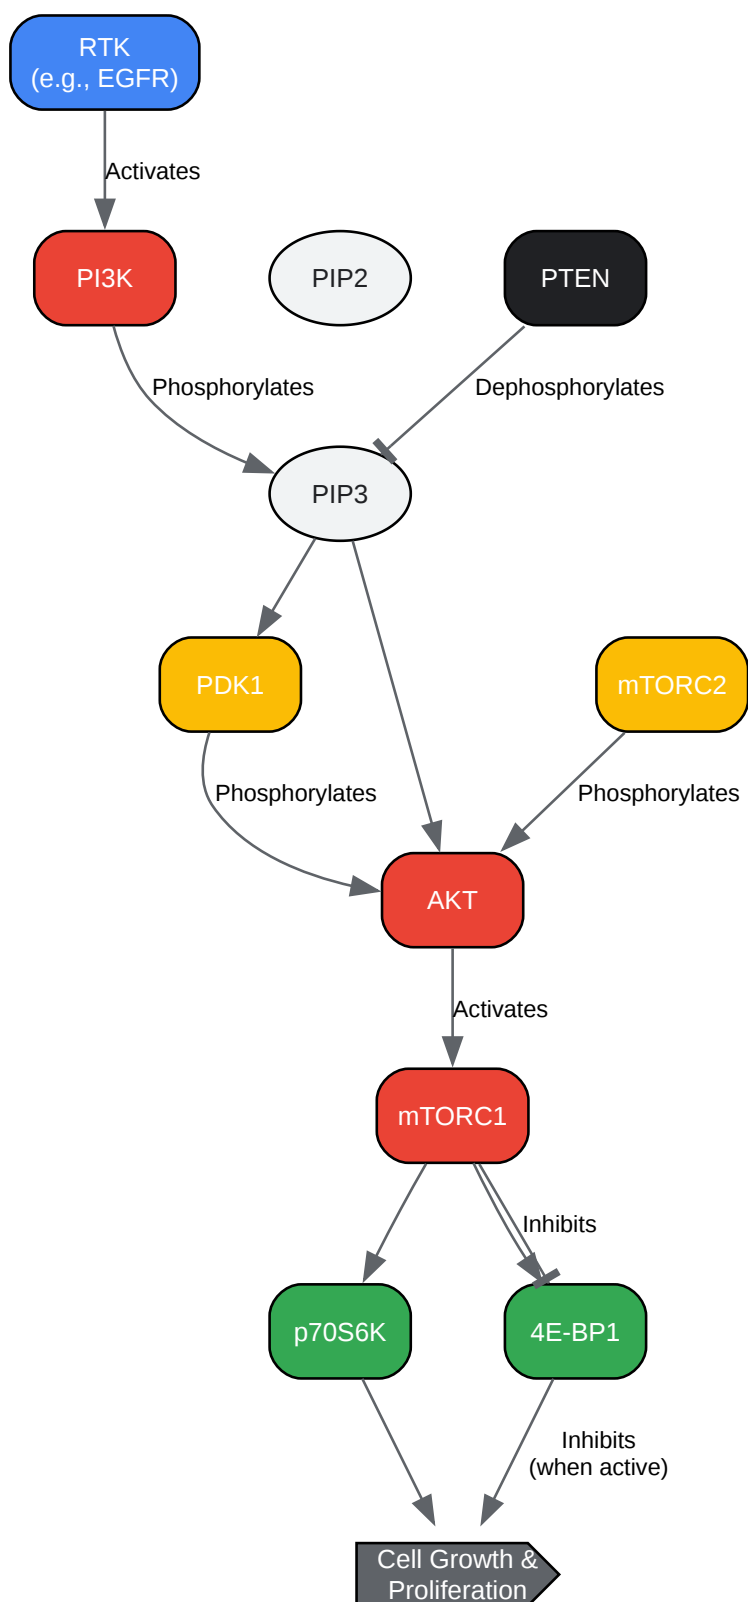 RTK
(e.g., EGFR)
Activates
PI3K
PIP2
PTEN
Phosphorylates
Dephosphorylates
PIP3
PDK1
mTORC2
Phosphorylates
Phosphorylates
AKT
Activates
mTORC1
Inhibits
p70S6K
4E-BP1
Inhibits
(when active)
Cell Growth &
Proliferation